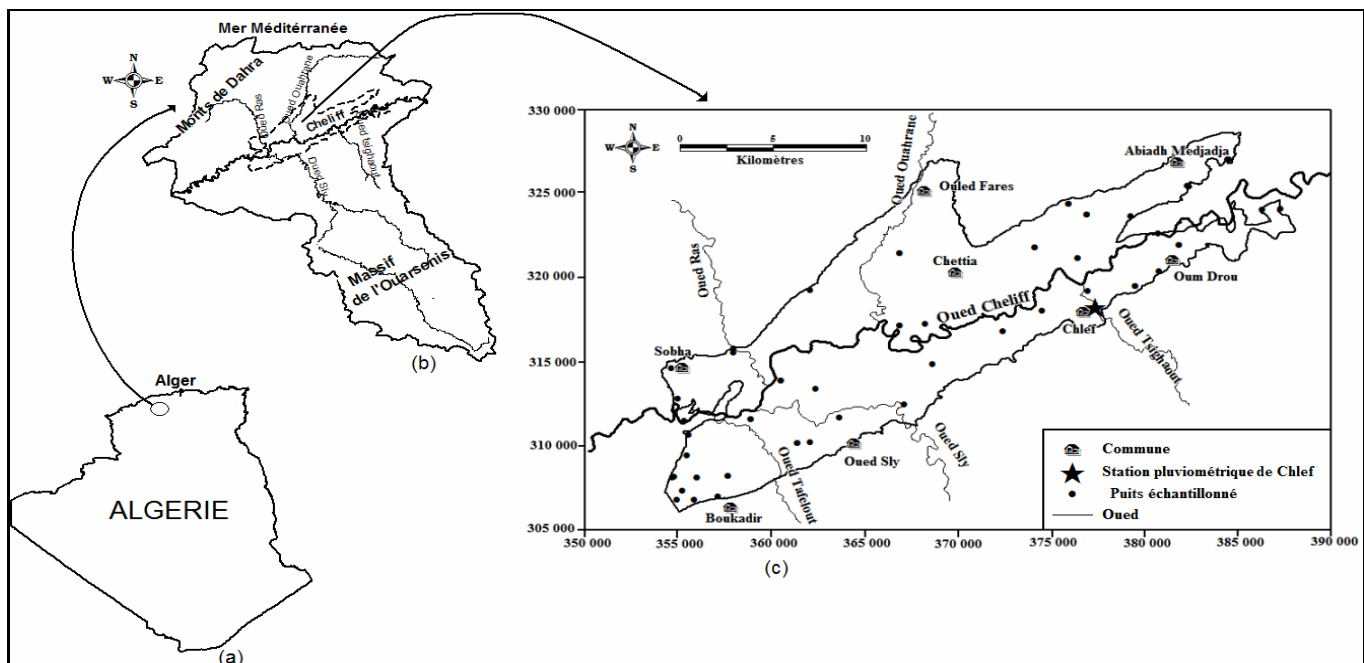 Mer Méditérranée
N
W
E
S
Monts de Dahra
Oued Ouahrane
Oued Ras
Cheliff
Oued tsighaout
Oued Sly
Massif
de l'Ouarsenis
(b)
Alger
ALGERIE
(a)
330 000
325 000
320 000
315 000
310 000
305 000
N
W
E
S
0 5 10
Kilomètres
Oued Ouahrane
Abiadh Medjadja
Ouled Fares
Oued Ras
Chettia
Oum Drou
Oued Cheliff
Chlef
Oued Tsighaout
Sobha
Oued Sly
Oued Sly
Oued Tafelout
Boukadir
Commune
Station pluviométrique de Chlef
Puits échantillonné
Oued
350 000 355 000 360 000 365 000 370 000 375 000 380 000 385 000 390 000
(c)